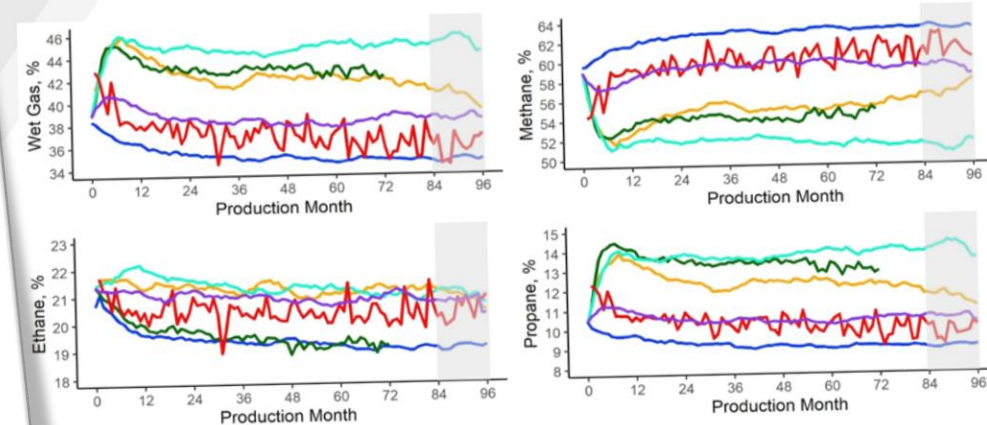 Wet Gas, %
46
44
42
40
38
36
34
0 12 24 36 48 60 72 84 96
Production Month
Methane, %
64
62
60
58
56
54
52
50
0 12 24 36 48 60 72 84 96
Production Month
Ethane, %
23
22
21
20
19
18
0 12 24 36 48 60 72 84 96
Production Month
Propane, %
15
14
13
12
11
10
9
8
0 12 24 36 48 60 72 84 96
Production Month